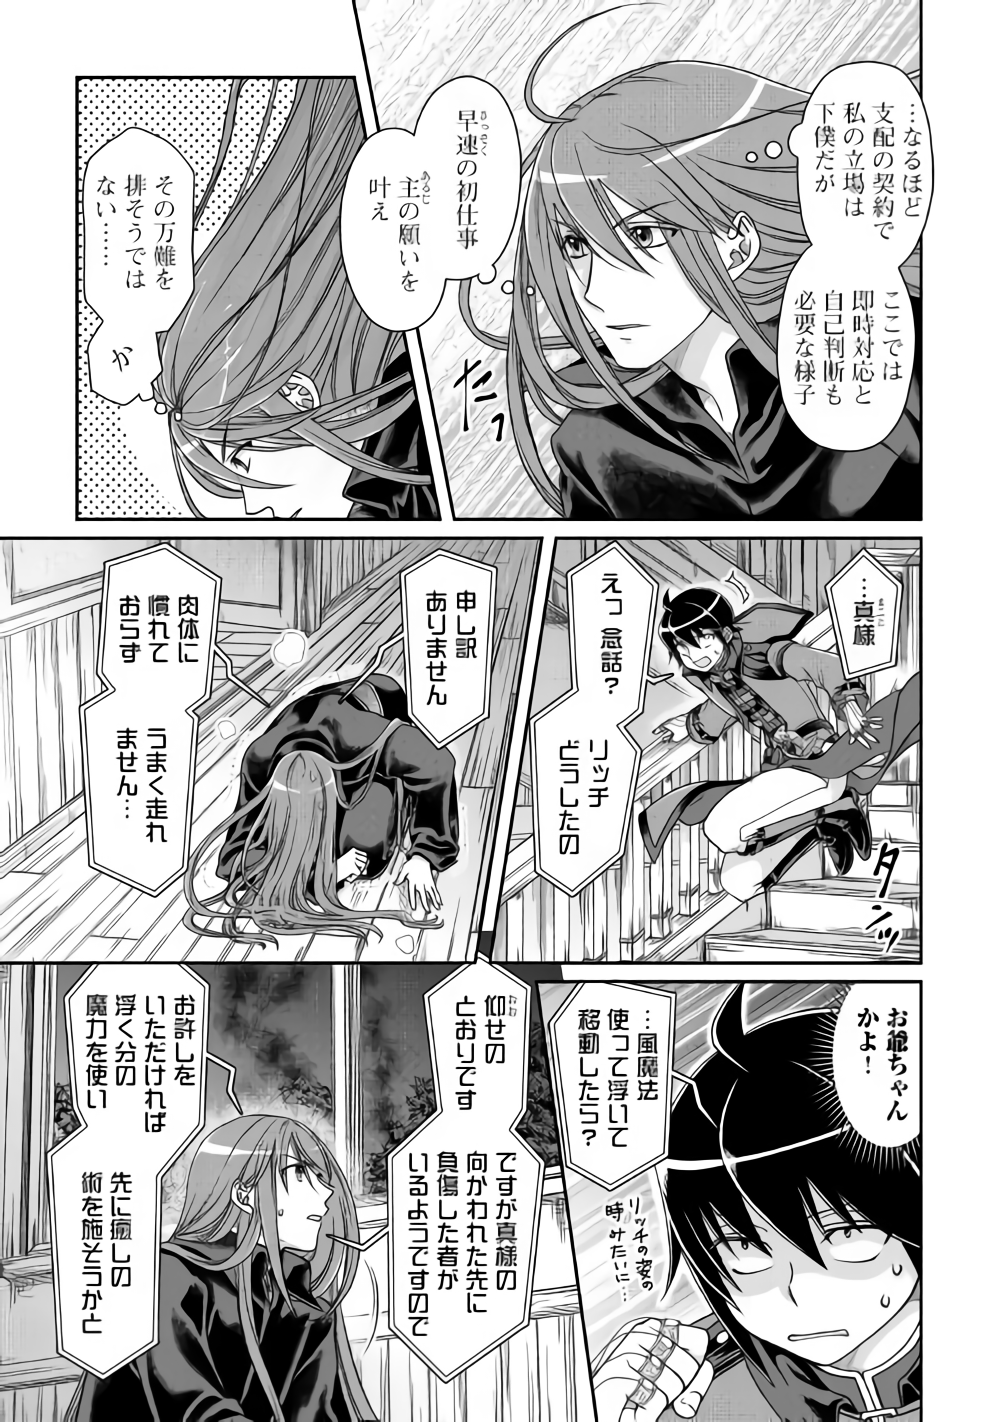 …なるほど
支配の契約で
私の立場は
下僕だが
ここでは
即時対応と
自己判断も
必要な様子
早速の初仕事
さっそく
主の願いを
あるじ
叶え
たっ
その万難を
排そうでは
ない……
か
…真様
えっ 念話?
リッチ
どうしたの
タンッ
申し訳
ありません
肉体に
慣れて
おらず
うまく走れ
ません…
お爺ちゃん
かよ!
…風魔法
使って浮いて
移動したら?
リッチの姿の
時みたいに…
仰せの
おお
とおりです
ですが真様の
向かわれた先に
負傷した者が
いるようですので
お許しを
いただければ
浮く分の
魔力を使い
先に癒しの
術を施そうかと